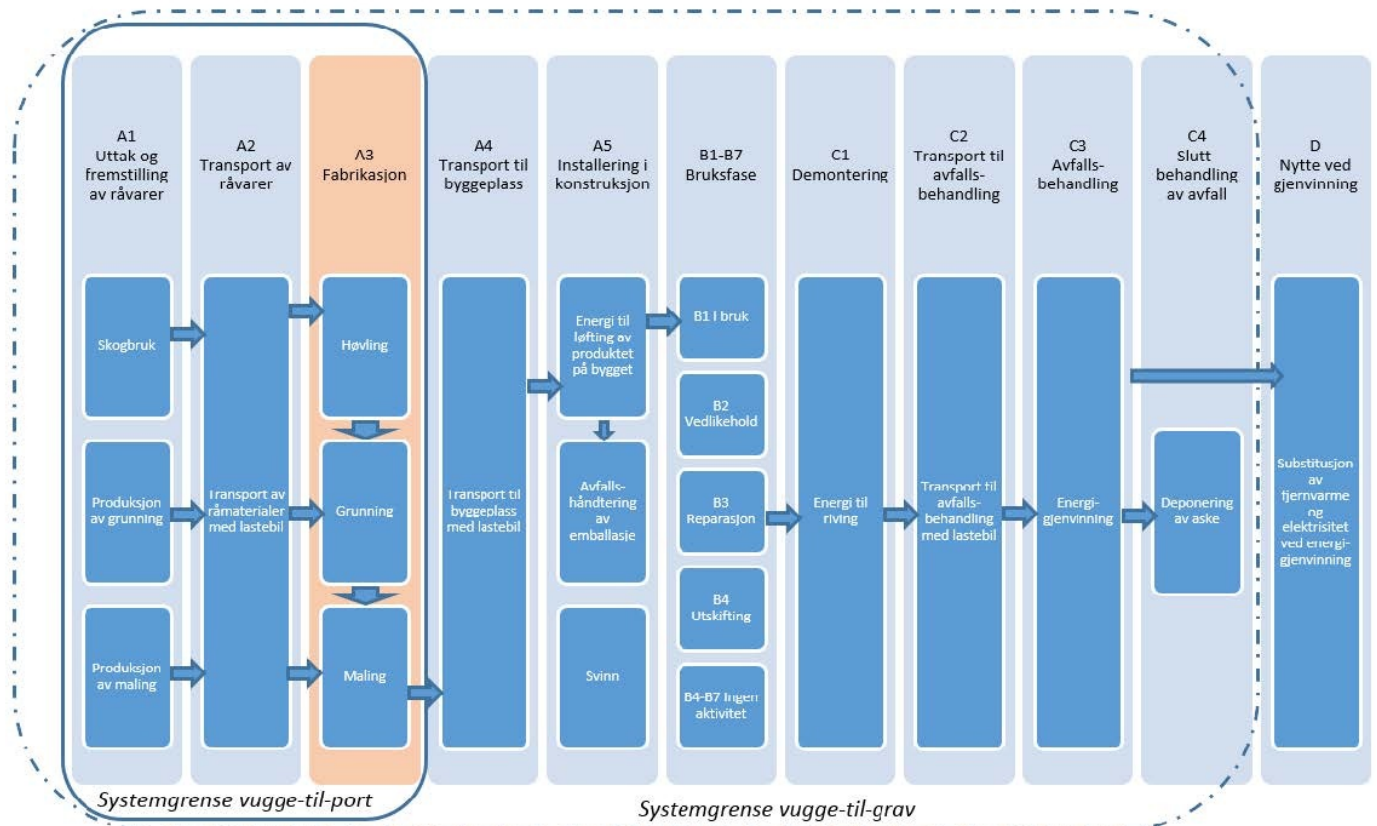 A1
Uttak og
fremstilling
av råvarer
A2
Transport av
råvarer
A3
Fabrikasjon
A4
Transport til
byggeplass
A5
Installering i
konstruksjon
B1-B7
Bruksfase
C1
Demontering
C2
Transport til
avfalls-
behandling
C3
Avfalls-
behandling
C4
Slutt
behandling
av avfall
D
Nytte ved
gjenvinning
Skogbruk
Produksjon
av grunning
Produksjon
av maling
Transport av
råmaterialer
med lastebil
Høvling
Grunning
Maling
Transport til
byggeplass
med lastebil
Energi til
løfting av
produktet
på bygget
Avfalls-
håndtering
av
emballasje
Svinn
B1 I bruk
B2
Vedlikehold
B3
Reparasjon
B4
Utskifting
B4-B7 Ingen
aktivitet
Energi til
riving
Transport til
avfalls-
behandling
med lastebil
Energi-
gjenvinning
Deponering
av aske
Substitusjon
av
fjernvarme
og
elektrisitet
ved energi-
gjenvinning
Systemgrense vugge-til-port
Systemgrense vugge-til-grav